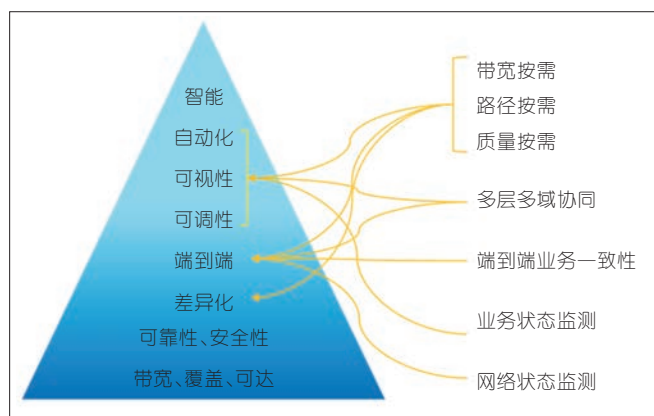 智能
自动化
可视性
可调性
端到端
差异化
可靠性、安全性
带宽、覆盖、可达
带宽按需
路径按需
质量按需
多层多域协同
端到端业务一致性
业务状态监测
网络状态监测